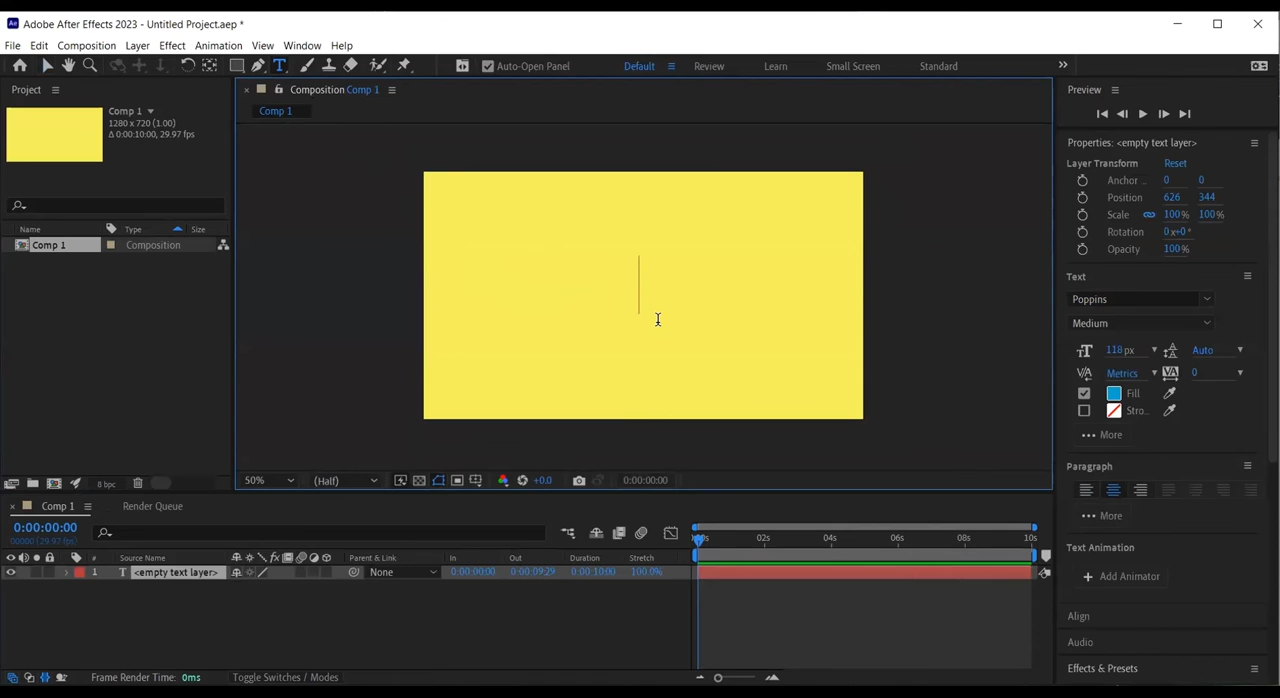 Ae Adobe After Effects 2023 - Untitled Project.aep *
File Edit Composition Layer Effect Animation View Window Help
Auto-Open Panel Default Review Learn Small Screen Standard
Project
Comp 1
1280 x 720 (1.00)
Δ 0:00:10:00, 29.97 fps
Name Type Size
Comp 1 Composition
8 bpc
Composition Comp 1
Comp 1
50% (Half) +0.0 0:00:00:00
Preview
Properties: <empty text layer>
Layer Transform Reset
Anchor .. 0 0
Position 626 344
Scale 100% 100%
Rotation 0x+0°
Opacity 100%
Text
Poppins
Medium
118 px Auto
Metrics 0
Fill
Stro...
More
Paragraph
More
Text Animation
+ Add Animator
Align
Audio
Effects & Presets
Comp 1 Render Queue
0:00:00:00
00000 (29.97 fps)
02s 04s 06s 08s 10s
# Source Name fx Parent & Link In Out Duration Stretch
1 T <empty text layer> None 0:00:00:00 0:00:09:29 0:00:10:00 100.0%
Frame Render Time: 0ms Toggle Switches / Modes